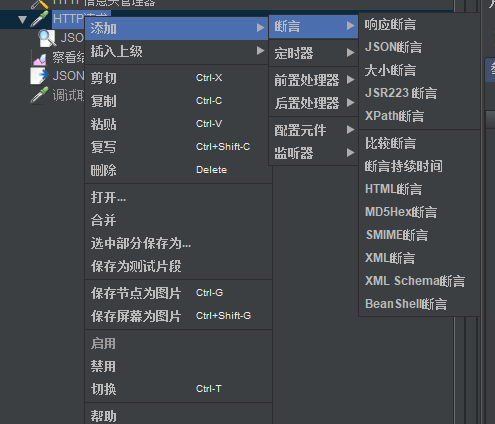 HTTP信息头管理器
HTTP请求
JSO
察看结
JSON
调试取
添加
插入上级
剪切 Ctrl-X
复制 Ctrl-C
粘贴 Ctrl-V
复写 Ctrl+Shift-C
删除 Delete
打开...
合并
选中部分保存为...
保存为测试片段
保存节点为图片 Ctrl-G
保存屏幕为图片 Ctrl+Shift-G
启用
禁用
切换 Ctrl-T
帮助
断言
定时器
前置处理器
后置处理器
配置元件
监听器
响应断言
JSON断言
大小断言
JSR223 断言
XPath断言
比较断言
断言持续时间
HTML断言
MD5Hex断言
SMIME断言
XML断言
XML Schema断言
BeanShell断言